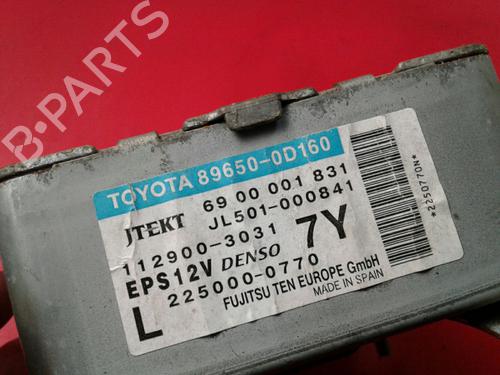 B-PARTS
TOYOTA 89650-0D160
JTEKT 69 00 001 831
JL501-000841
112900-3031 7Y
EPS12V DENSO
L 225000-0770
FUJITSU TEN EUROPE GmbH
MADE IN SPAIN
*2250770N*